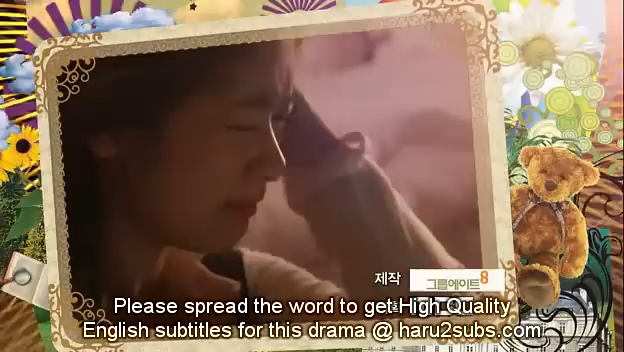 제작 그룹에이트 8
Please spread the word to get High Quality
English subtitles for this drama @ haru2subs.com